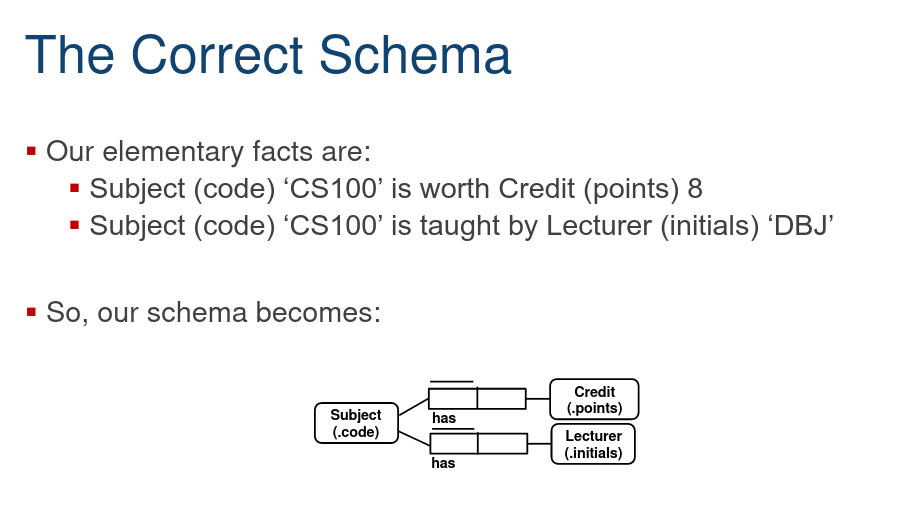 The Correct Schema
Our elementary facts are:
Subject (code) ‘CS100’ is worth Credit (points) 8
Subject (code) ‘CS100’ is taught by Lecturer (initials) ‘DBJ’
So, our schema becomes:
Subject
(.code)
has
Credit
(.points)
has
Lecturer
(.initials)